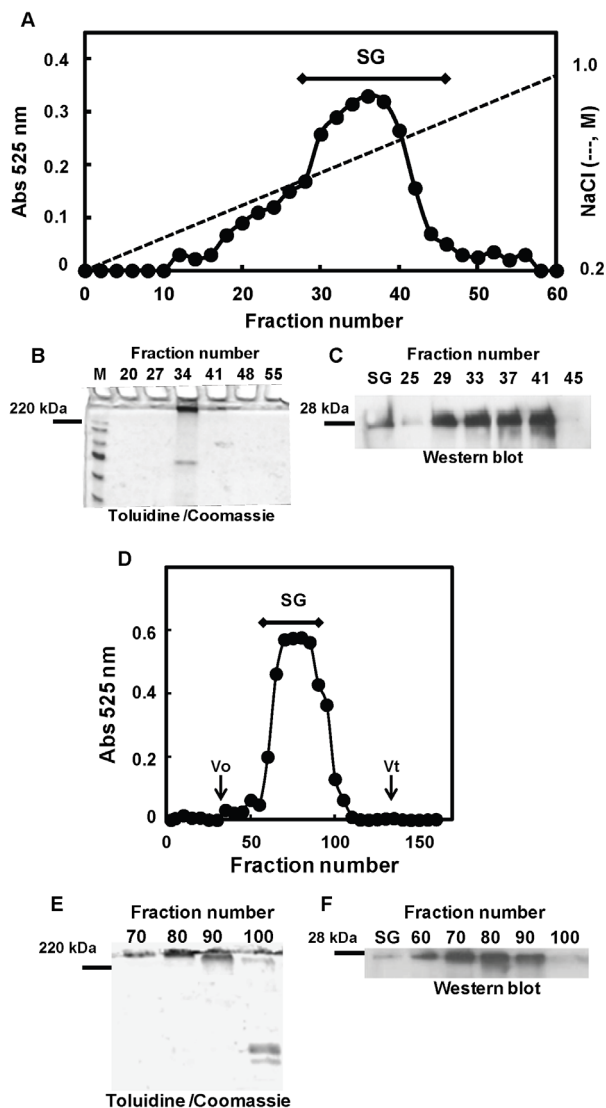 A
SG
0.4
0.3
0.2
0.1
0
Abs 525 nm
1.0
0.2
NaCl (---, M)
0 10 20 30 40 50 60
Fraction number
B
Fraction number
M 20 27 34 41 48 55
220 kDa
Toluidine /Coomassie
C
Fraction number
SG 25 29 33 37 41 45
28 kDa
Western blot
D
SG
0.6
0.4
0.2
0
Abs 525 nm
Vo
Vt
0 50 100 150
Fraction number
E
Fraction number
70 80 90 100
220 kDa
Toluidine /Coomassie
F
Fraction number
SG 60 70 80 90 100
28 kDa
Western blot